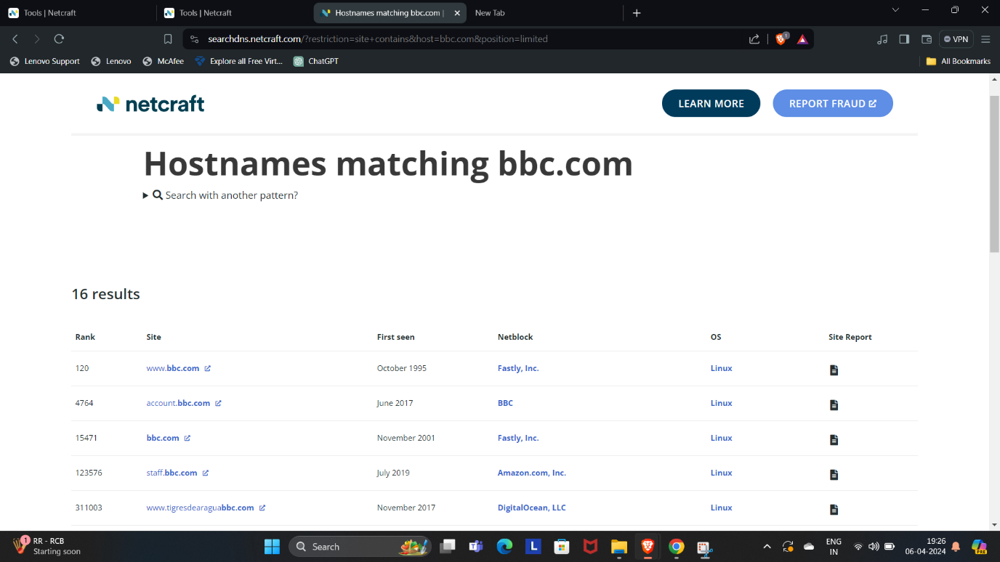 Tools | Netcraft
Tools | Netcraft
Hostnames matching bbc.com |
New Tab
searchdns.netcraft.com/?restriction=site+contains&host=bbc.com&position=limited
1
VPN
Lenovo Support
Lenovo
McAfee
Explore all Free Virt...
ChatGPT
All Bookmarks
netcraft
LEARN MORE
REPORT FRAUD
Hostnames matching bbc.com
Search with another pattern?
16 results
Rank Site First seen Netblock OS Site Report
120 www.bbc.com October 1995 Fastly, Inc. Linux
4764 account.bbc.com June 2017 BBC Linux
15471 bbc.com November 2001 Fastly, Inc. Linux
123576 staff.bbc.com July 2019 Amazon.com, Inc. Linux
311003 www.tigresdearaguabbc.com November 2017 DigitalOcean, LLC Linux
1
RR - RCB
Starting soon
Search
L
ENG
IN
19:26
06-04-2024
PRE